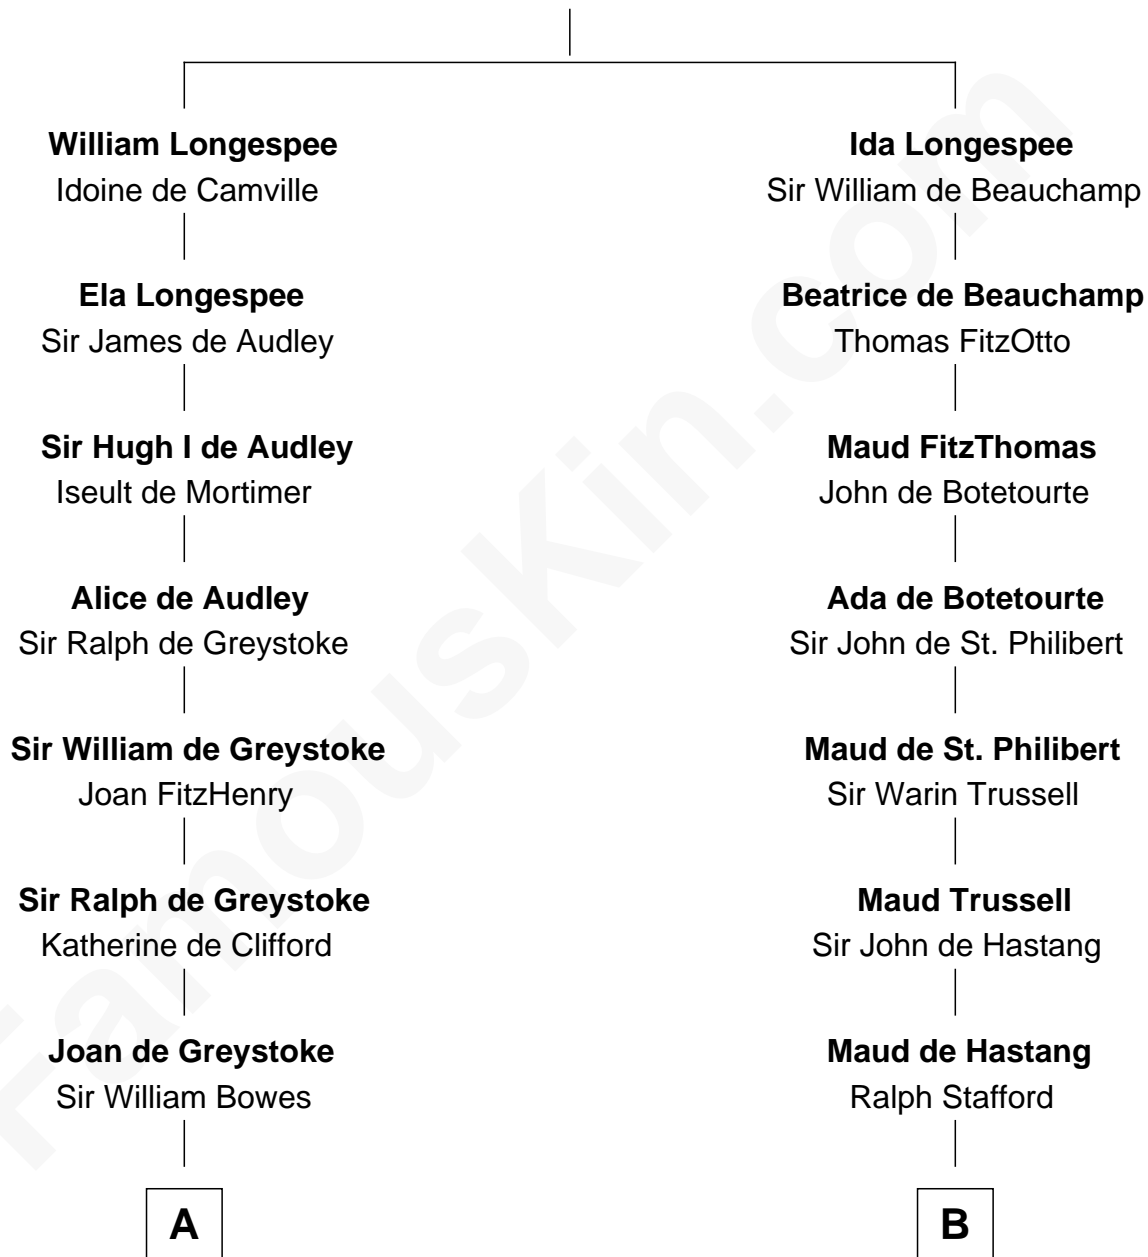 William Longespee
Idoine de Camville
Ela Longespee
Sir James de Audley
Sir Hugh I de Audley
Iseult de Mortimer
Alice de Audley
Sir Ralph de Greystoke
Sir William de Greystoke
Joan FitzHenry
Sir Ralph de Greystoke
Katherine de Clifford
Joan de Greystoke
Sir William Bowes
A
Ida Longespee
Sir William de Beauchamp
Beatrice de Beauchamp
Thomas FitzOtto
Maud FitzThomas
John de Botetourte
Ada de Botetourte
Sir John de St. Philibert
Maud de St. Philibert
Sir Warin Trussell
Maud Trussell
Sir John de Hastang
Maud de Hastang
Ralph Stafford
B
FamousKin.com